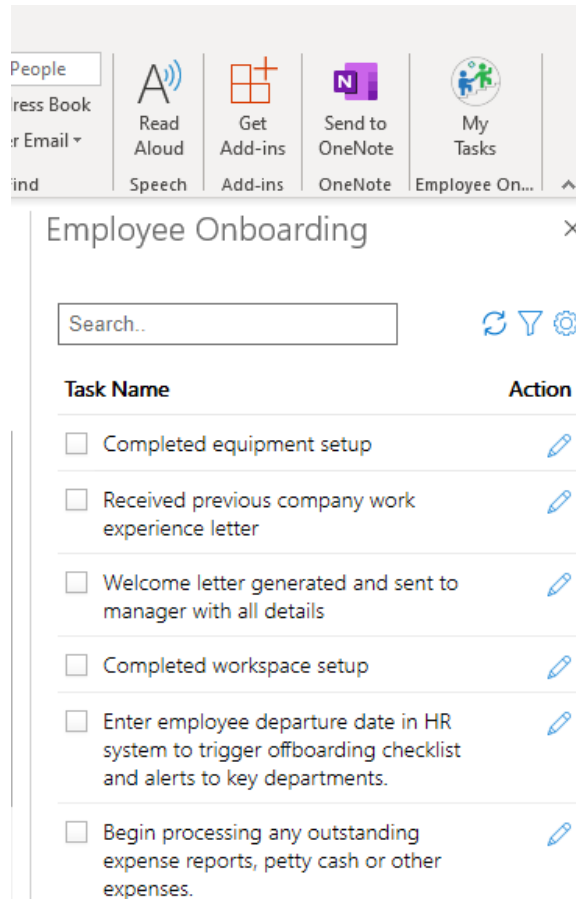 People
ress Book
r Email
ind
Read
Aloud
Speech
Get
Add-ins
Add-ins
N
Send to
OneNote
OneNote
My
Tasks
Employee On...
Employee Onboarding
Search..
Task Name Action
Completed equipment setup
Received previous company work
experience letter
Welcome letter generated and sent to
manager with all details
Completed workspace setup
Enter employee departure date in HR
system to trigger offboarding checklist
and alerts to key departments.
Begin processing any outstanding
expense reports, petty cash or other
expenses.